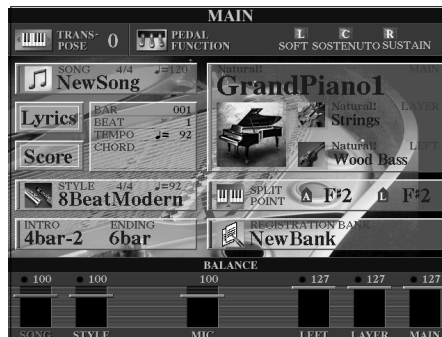 MAIN
TRANS-
POSE 0
PEDAL
FUNCTION
L C R
SOFT SOSTENUTO SUSTAIN
SONG 4/4 ♩=120
NewSong
Lyrics
Score
BAR 001
BEAT 1
TEMPO ♩= 92
CHORD
Natural! MAIN
GrandPiano1
Natural! LAYER
Strings
Natural! LEFT
Wood Bass
STYLE 4/4 ♩=92
8BeatModern
SPLIT
POINT A F♯2 L F♯2
INTRO ENDING
4bar-2 6bar
REGISTRATION BANK
NewBank
BALANCE
100 100 100 127 127 127
SONG STYLE MIC LEFT LAYER MAIN